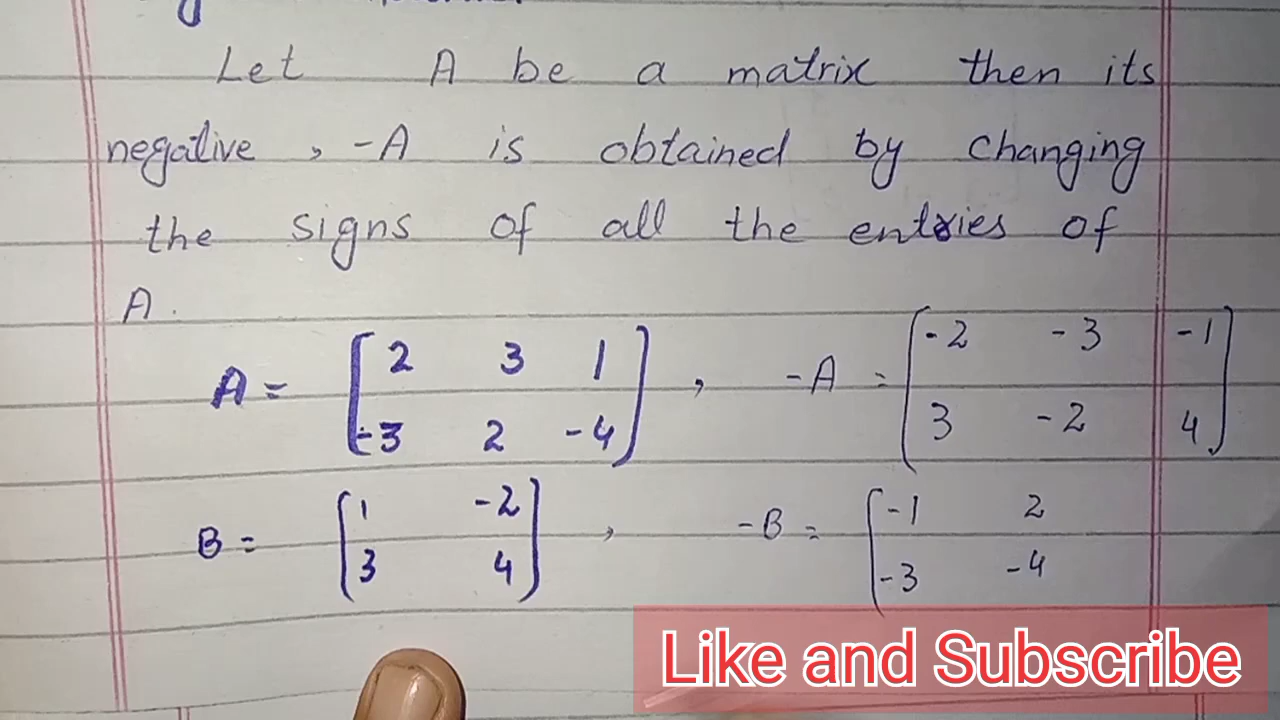 Let A be a matrix then its
negative, -A is obtained by changing
the signs of all the entries of
A.
A = [2 3 1
-3 2 -4], -A = [-2 -3 -1
3 -2 4]
B = [1 -2
3 4], -B = [-1 2
-3 -4
Like and Subscribe